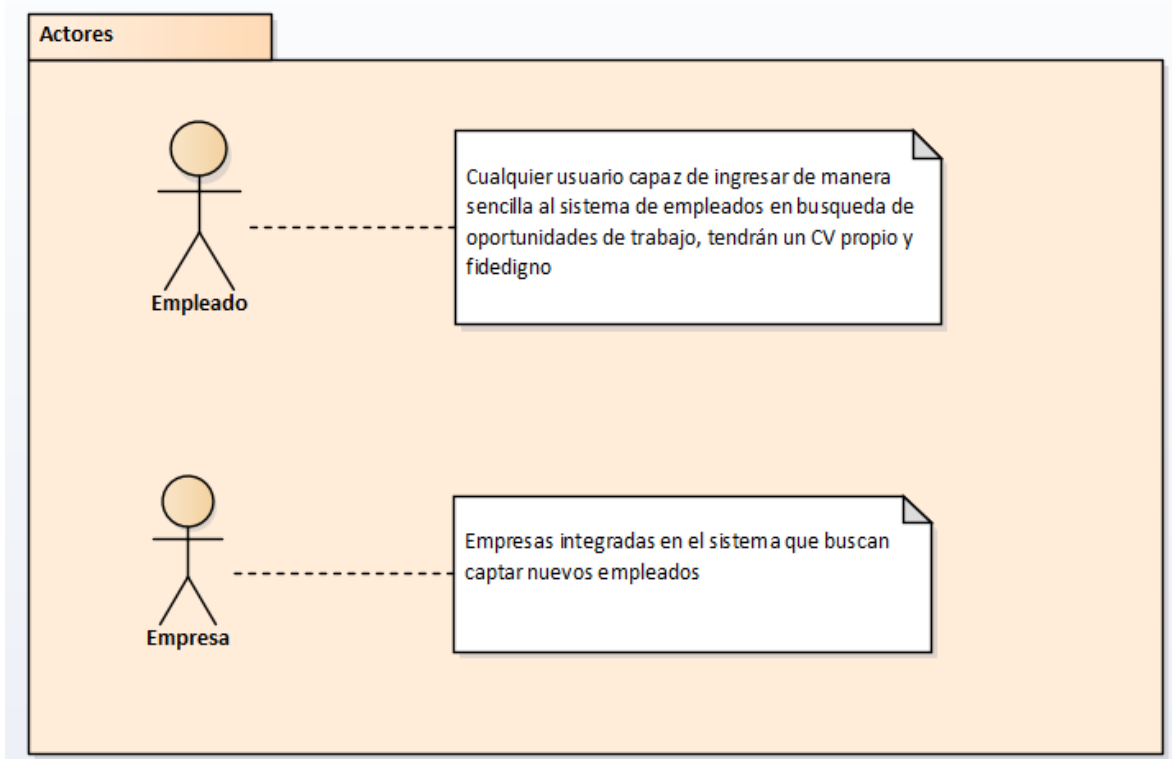 Actores
Cualquier usuario capaz de ingresar de manera
sencilla al sistema de empleados en busqueda de
oportunidades de trabajo, tendrán un CV propio y
fidedigno
Empleado
Empresas integradas en el sistema que buscan
captar nuevos empleados
Empresa